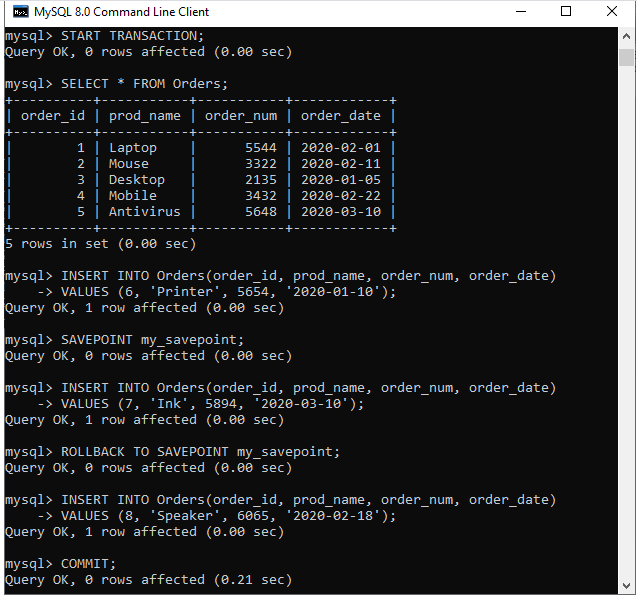 MySQL 8.0 Command Line Client
mysql> START TRANSACTION;
Query OK, 0 rows affected (0.00 sec)
mysql> SELECT * FROM Orders;
+----------+-----------+-----------+------------+
| order_id | prod_name | order_num | order_date |
+----------+-----------+-----------+------------+
|        1 | Laptop    |      5544 | 2020-02-01 |
|        2 | Mouse     |      3322 | 2020-02-11 |
|        3 | Desktop   |      2135 | 2020-01-05 |
|        4 | Mobile    |      3432 | 2020-02-22 |
|        5 | Antivirus |      5648 | 2020-03-10 |
+----------+-----------+-----------+------------+
5 rows in set (0.00 sec)
mysql> INSERT INTO Orders(order_id, prod_name, order_num, order_date)
    -> VALUES (6, 'Printer', 5654, '2020-01-10');
Query OK, 1 row affected (0.00 sec)
mysql> SAVEPOINT my_savepoint;
Query OK, 0 rows affected (0.00 sec)
mysql> INSERT INTO Orders(order_id, prod_name, order_num, order_date)
    -> VALUES (7, 'Ink', 5894, '2020-03-10');
Query OK, 1 row affected (0.00 sec)
mysql> ROLLBACK TO SAVEPOINT my_savepoint;
Query OK, 0 rows affected (0.00 sec)
mysql> INSERT INTO Orders(order_id, prod_name, order_num, order_date)
    -> VALUES (8, 'Speaker', 6065, '2020-02-18');
Query OK, 1 row affected (0.00 sec)
mysql> COMMIT;
Query OK, 0 rows affected (0.21 sec)